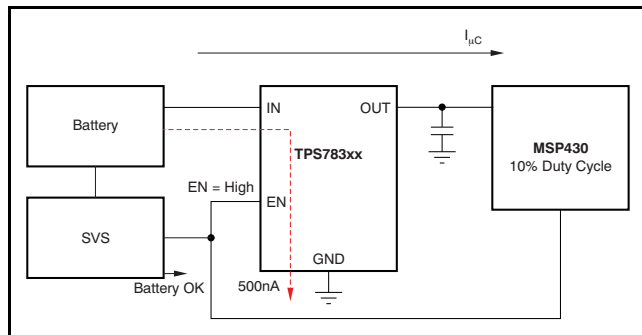 IμC
Battery
IN
OUT
TPS783xx
MSP430
10% Duty Cycle
EN = High
EN
SVS
GND
Battery OK
500nA